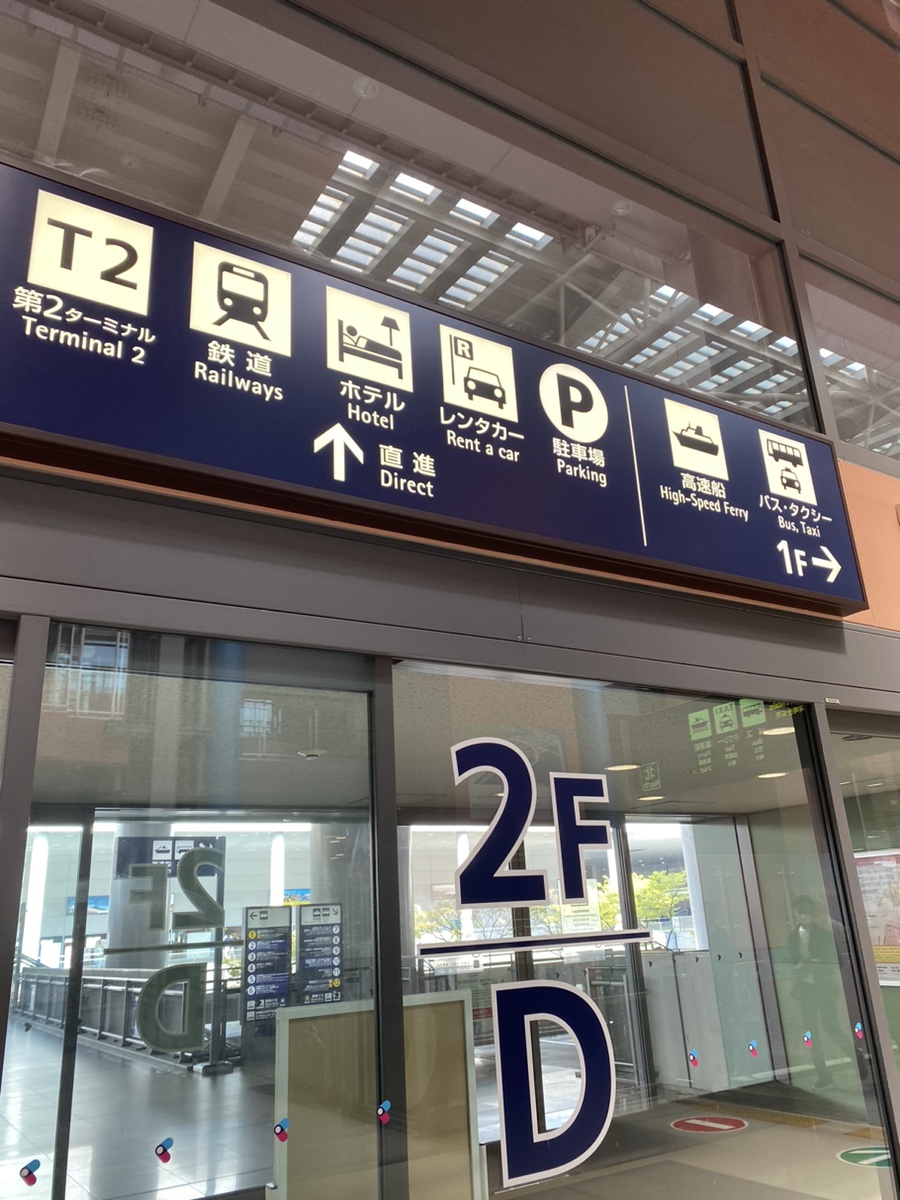 T2
第2ターミナル
Terminal 2
鉄道
Railways
ホテル
Hotel
R
レンタカー
Rent a car
P
駐車場
Parking
↑ 直進
Direct
高速船
High-Speed Ferry
バス・タクシー
Bus, Taxi
1F→
2F
D
2F
D